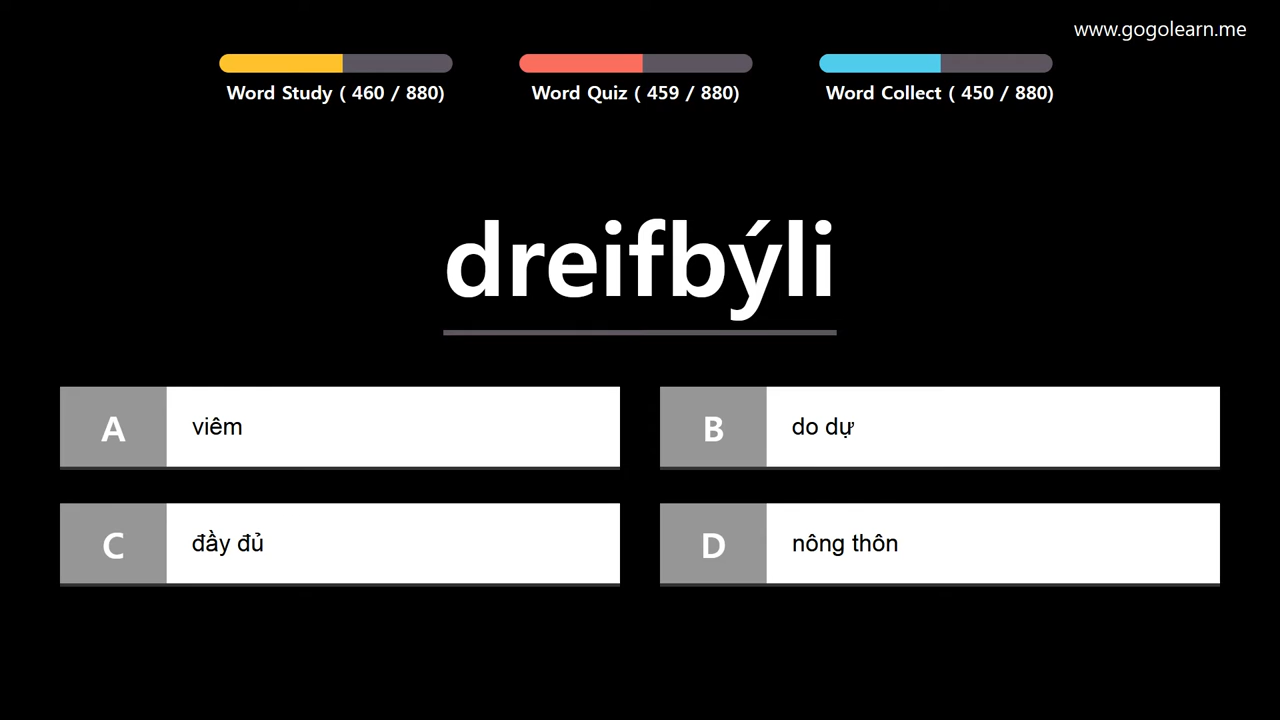 www.gogolearn.me
Word Study ( 460 / 880)
Word Quiz ( 459 / 880)
Word Collect ( 450 / 880)
dreifbýli
A viêm
B do dự
C đầy đủ
D nông thôn